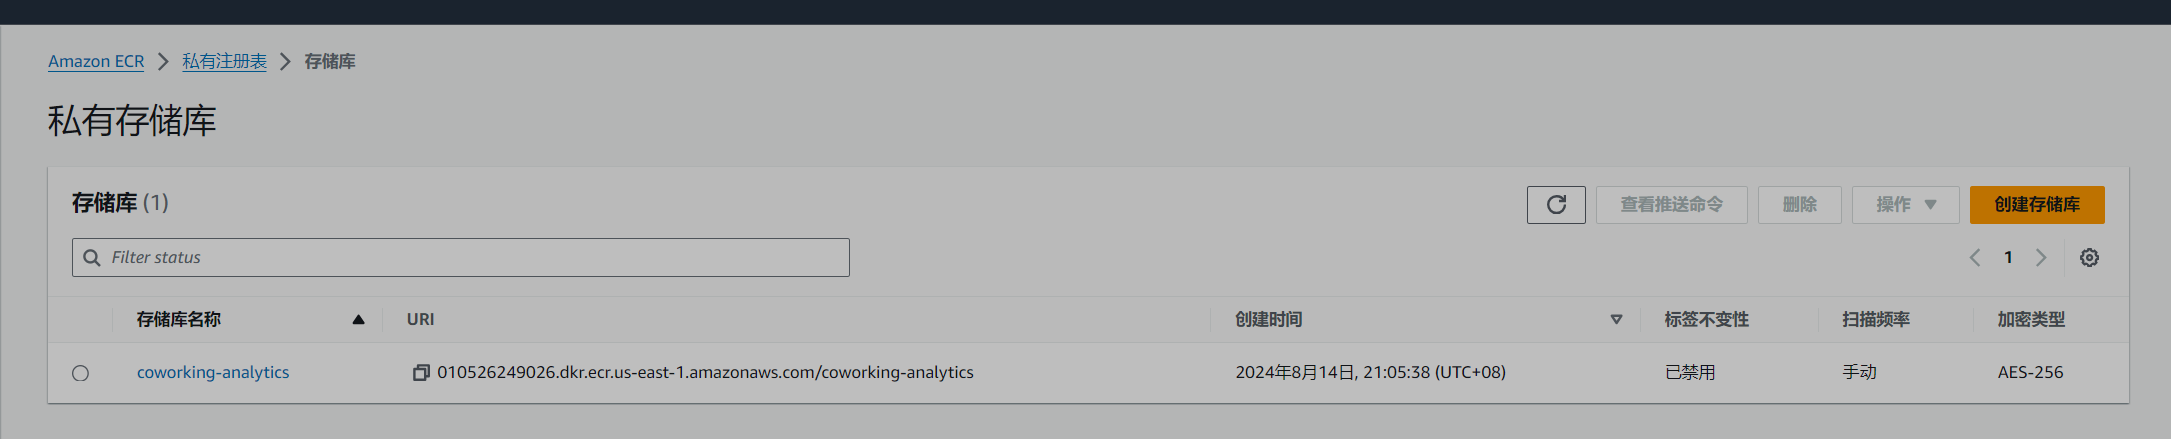 Amazon ECR > 私有注册表 > 存储库
私有存储库
存储库 (1)
查看推送命令 删除 操作 创建存储库
Filter status
1
存储库名称 URI 创建时间 标签不变性 扫描频率 加密类型
coworking-analytics 010526249026.dkr.ecr.us-east-1.amazonaws.com/coworking-analytics 2024年8月14日, 21:05:38 (UTC+08) 已禁用 手动 AES-256